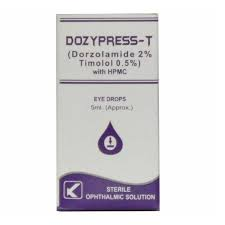 DOZYPRESS-T
(Dorzolamide 2%
Timolol 0.5%)
with HPMC
EYE DROPS
5ml. (Approx.)
K
STERILE
OPHTHALMIC SOLUTION